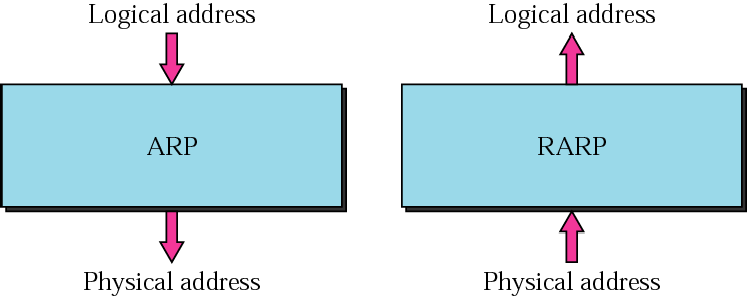 Logical address
ARP
Physical address
Logical address
RARP
Physical address